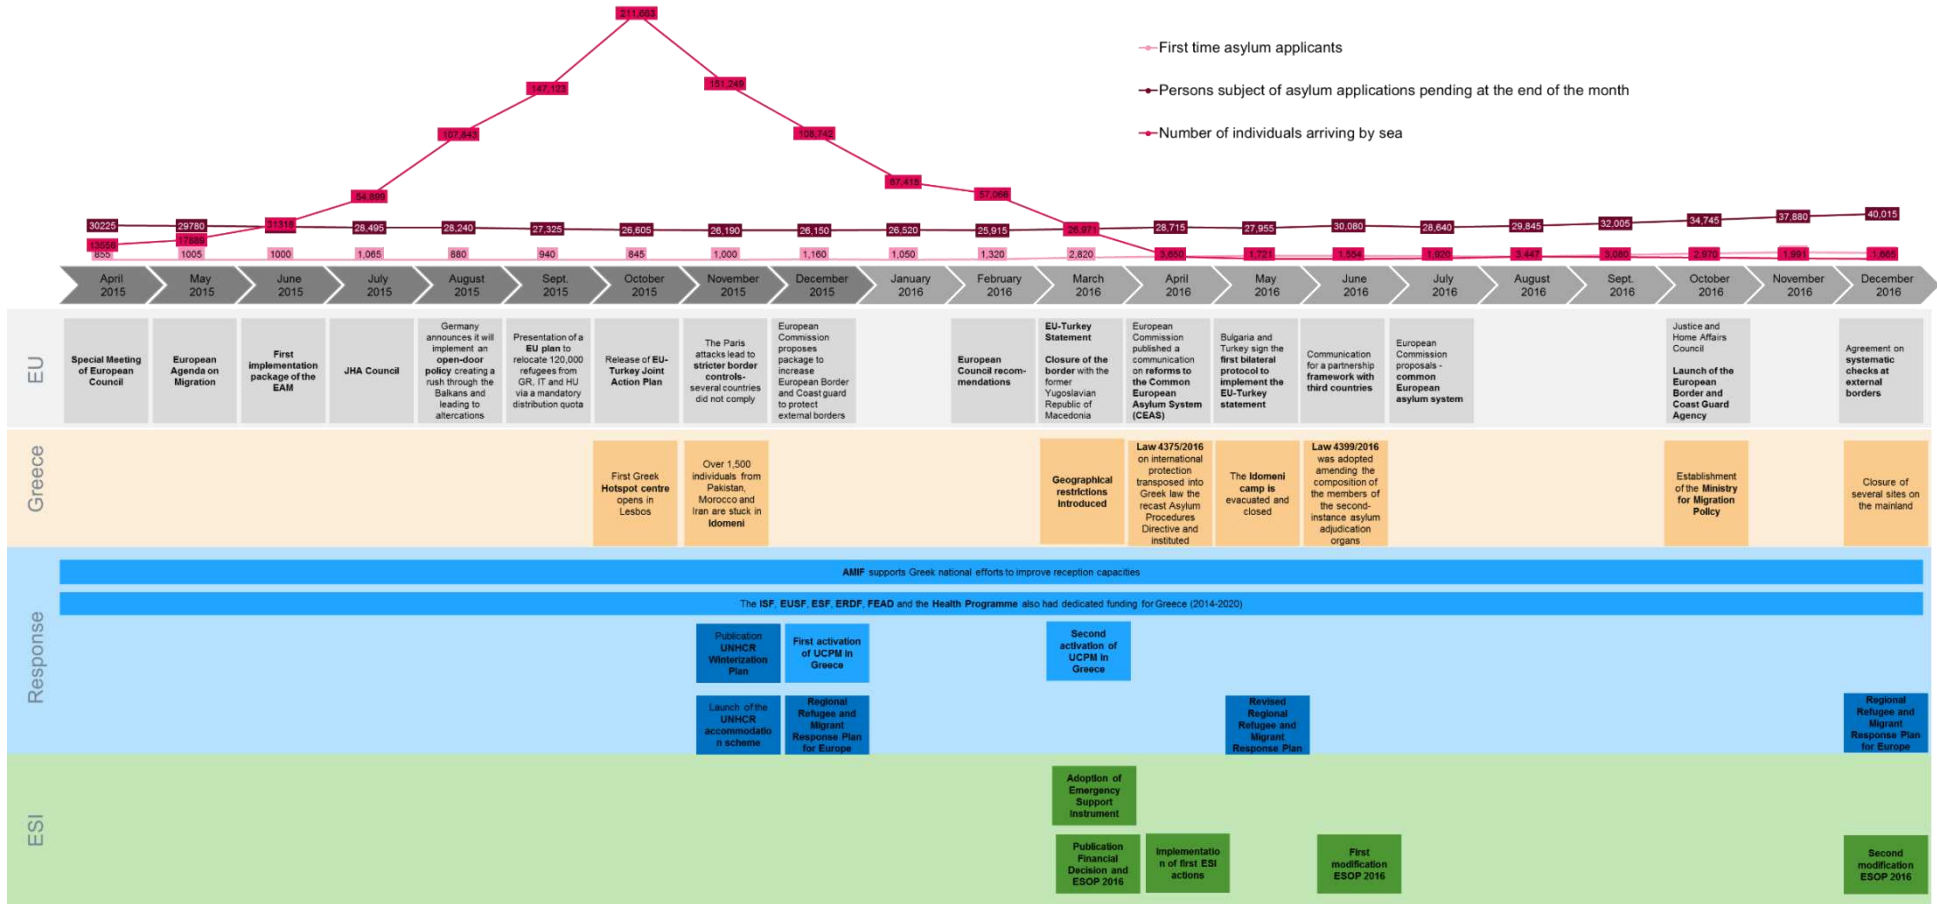 211,663
First time asylum applicants
147,123
151,249
Persons subject of asylum applications pending at the end of the month
107,843
108,742
Number of individuals arriving by sea
54,899
67,415
57,066
30225
29780
31318
28,495
28,240
27,325
26,605
26,190
26,150
26,520
25,915
26,971
28,715
27,955
30,080
28,640
29,845
32,005
34,745
37,880
40,015
13556
17889
855
1005
1000
1,065
880
940
845
1,000
1,160
1,050
1,320
2,820
3,650
1,721
1,554
1,920
3,447
3,080
2,970
1,991
1,665
April
2015
May
2015
June
2015
July
2015
August
2015
Sept.
2015
October
2015
November
2015
December
2015
January
2016
February
2016
March
2016
April
2016
May
2016
June
2016
July
2016
August
2016
Sept.
2016
October
2016
November
2016
December
2016
EU
Special Meeting
of European
Council
European
Agenda on
Migration
First
implementation
package of the
EAM
JHA Council
Germany
announces it will
implement an
open-door
policy creating a
rush through the
Balkans and
leading to
altercations
Presentation of a
EU plan to
relocate 120,000
refugees from
GR, IT and HU
via a mandatory
distribution quota
Release of EU-
Turkey Joint
Action Plan
The Paris
attacks lead to
stricter border
controls-
several countries
did not comply
European
Commission
proposes
package to
increase
European Border
and Coast guard
to protect
external borders
European
Council recom-
mendations
EU-Turkey
Statement
Closure of the
border with the
former
Yugoslavian
Republic of
Macedonia
European
Commission
published a
communication
on reforms to
the Common
European
Asylum System
(CEAS)
Bulgaria and
Turkey sign the
first bilateral
protocol to
implement the
EU-Turkey
statement
Communication
for a partnership
framework with
third countries
European
Commission
proposals -
common
European
asylum system
Justice and
Home Affairs
Council
Launch of the
European
Border and
Coast Guard
Agency
Agreement on
systematic
checks at
external
borders
Greece
First Greek
Hotspot centre
opens in
Lesbos
Over 1,500
individuals from
Pakistan,
Morocco and
Iran are stuck in
Idomeni
Geographical
restrictions
introduced
Law 4375/2016
on international
protection
transposed into
Greek law the
recast Asylum
Procedures
Directive and
instituted
The Idomeni
camp is
evacuated and
closed
Law 4399/2016
was adopted
amending the
composition of
the members of
the second-
instance asylum
adjudication
organs
Establishment
of the Ministry
for Migration
Policy
Closure of
several sites on
the mainland
Response
AMIF supports Greek national efforts to improve reception capacities
The ISF, EUSF, ESF, ERDF, FEAD and the Health Programme also had dedicated funding for Greece (2014-2020)
Publication
UNHCR
Winterization
Plan
First activation
of UCPM in
Greece
Second
activation of
UCPM in
Greece
Launch of the
UNHCR
accommodatio
n scheme
Regional
Refugee and
Migrant
Response Plan
for Europe
Revised
Regional
Refugee and
Migrant
Response Plan
Regional
Refugee and
Migrant
Response Plan
for Europe
ESI
Adoption of
Emergency
Support
Instrument
Publication
Financial
Decision and
ESOP 2016
Implementatio
n of first ESI
actions
First
modification
ESOP 2016
Second
modification
ESOP 2016